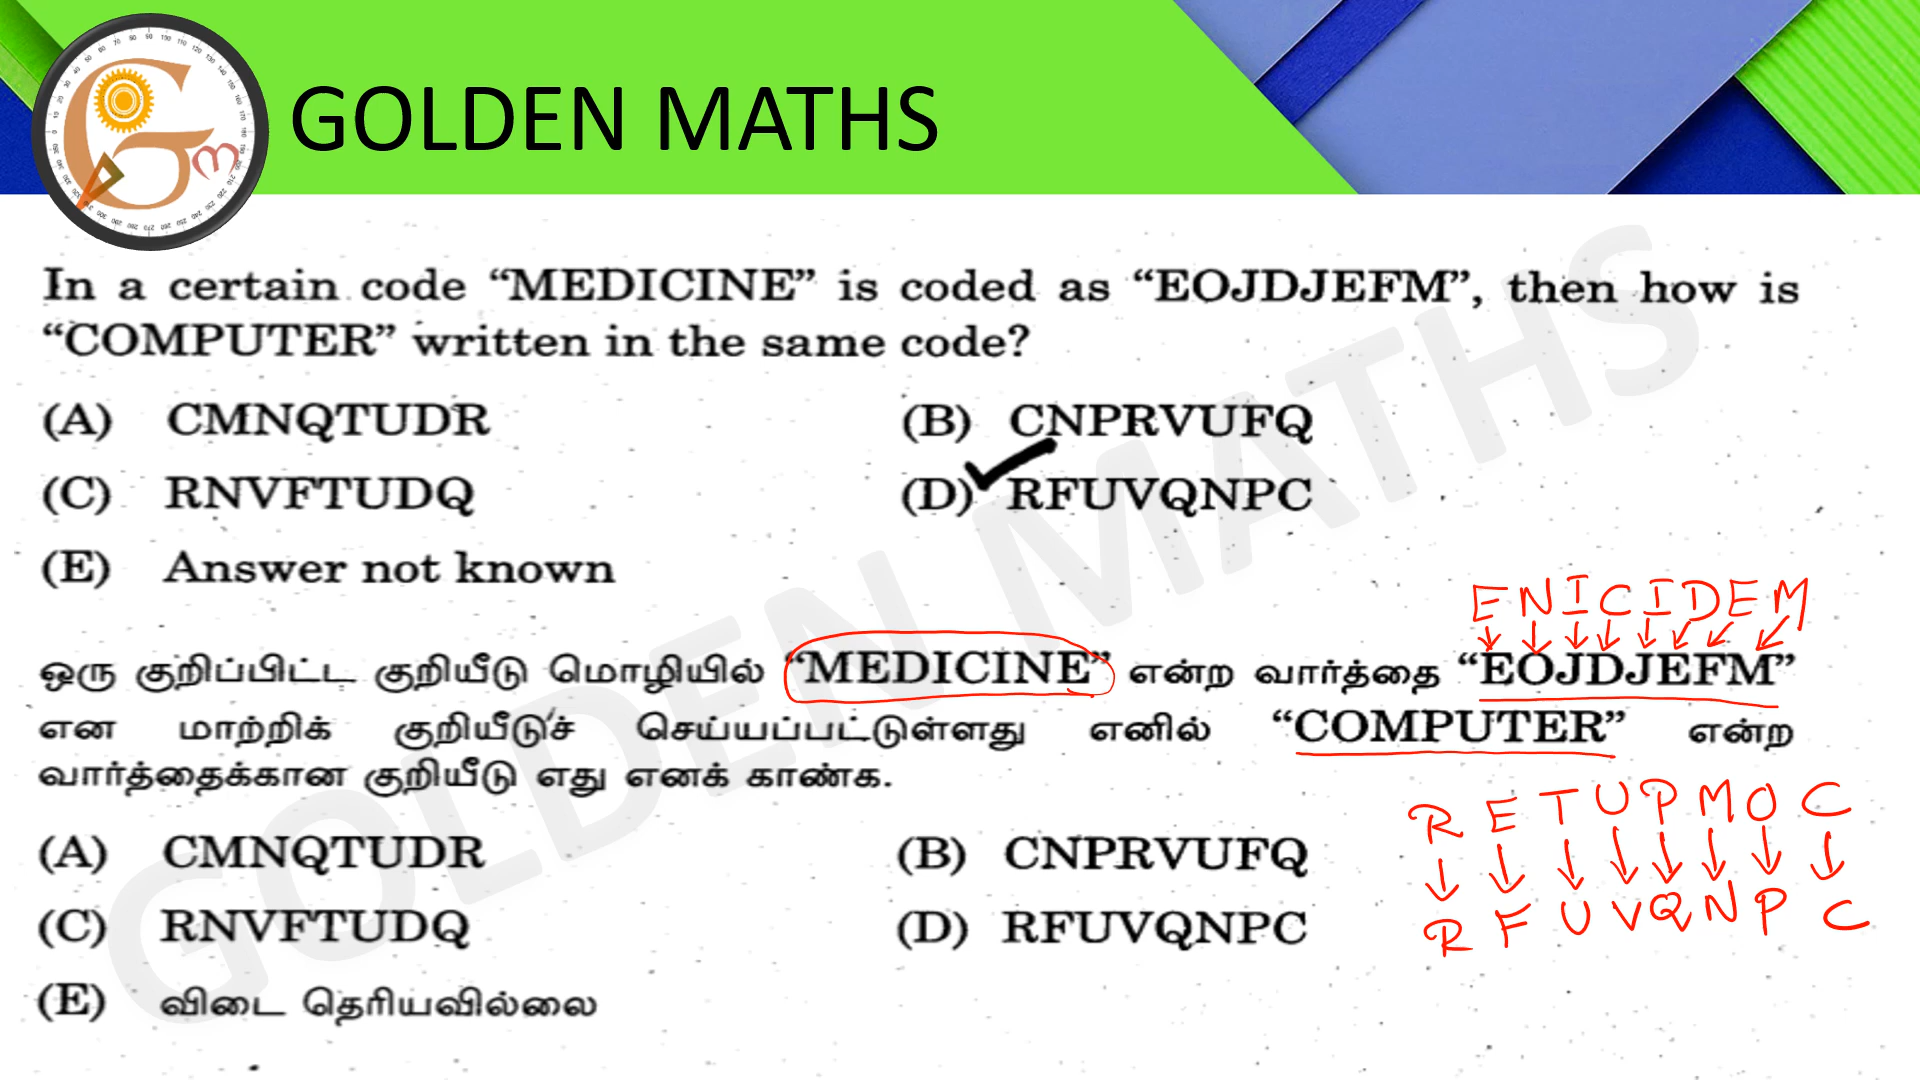 GOLDEN MATHS
In a certain code “MEDICINE” is coded as “EOJDJEFM”, then how is
“COMPUTER” written in the same code?
(A) CMNQTUDR (B) CNPRVUFQ
(C) RNVFTUDQ (D) RFUVQNPC
(E) Answer not known
ENICIDEM
ஒரு குறிப்பிட்ட குறியீடு மொழியில் “MEDICINE” என்ற வார்த்தை “EOJDJEFM”
என மாற்றிக் குறியீடுச் செய்யப்பட்டுள்ளது எனில் “COMPUTER” என்ற
வார்த்தைக்கான குறியீடு எது எனக் காண்க.
RETUPMOC
(A) CMNQTUDR (B) CNPRVUFQ
(C) RNVFTUDQ (D) RFUVQNPC
RFUVQNPC
(E) விடை தெரியவில்லை
GOLDEN MATHS